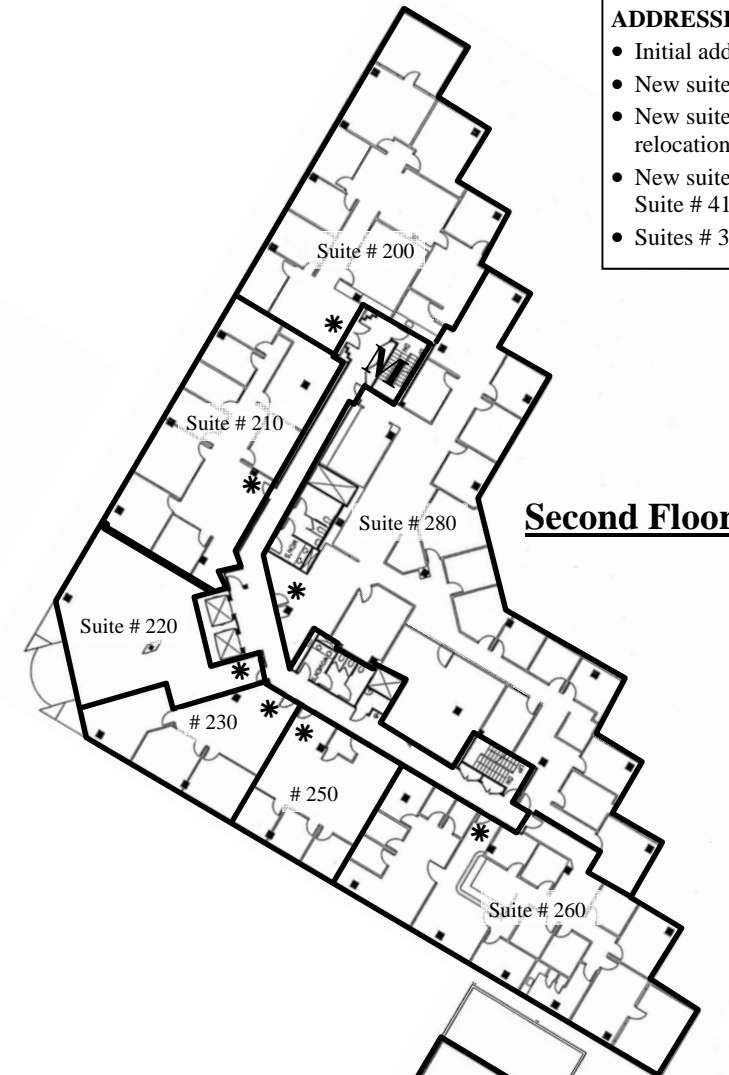 ADDRESSI
• Initial add
• New suite
• New suite
relocation
• New suite
Suite # 41
• Suites # 3
Suite # 200
M
Suite # 210
Suite # 280
Second Floor
Suite # 220
# 230
# 250
Suite # 260